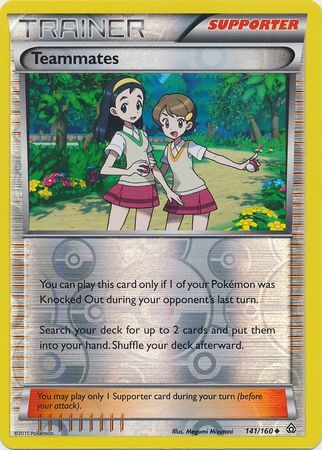 TRAINER
SUPPORTER
Teammates
You can play this card only if 1 of your Pokémon was
Knocked Out during your opponent's last turn.
Search your deck for up to 2 cards and put them
into your hand. Shuffle your deck afterward.
You may play only 1 Supporter card during your turn (before
your attack).
©2015 Pokémon
Illus. Megumi Mizutani
141/160